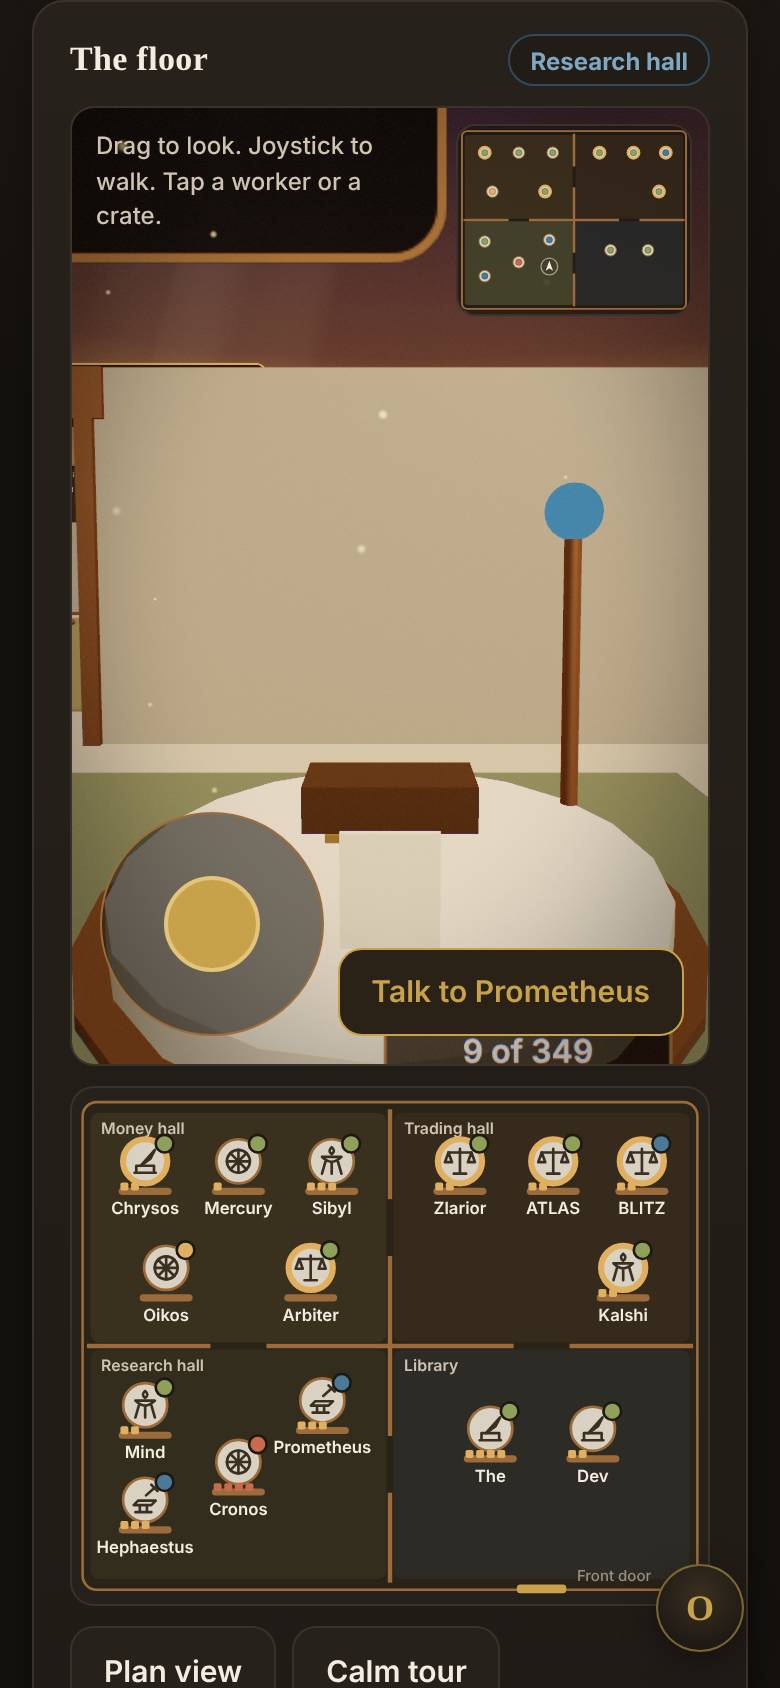 The floor
Research hall
Drag to look. Joystick to
walk. Tap a worker or a
crate.
Talk to Prometheus
9 of 349
Money hall
Trading hall
Chrysos
Mercury
Sibyl
Zlarior
ATLAS
BLITZ
Oikos
Arbiter
Kalshi
Research hall
Library
Mind
Prometheus
The
Dev
Cronos
Hephaestus
Front door
O
Plan view
Calm tour